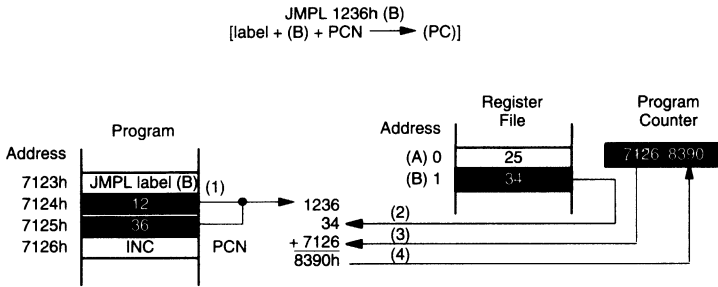 JMPL 1236h (B)
[label + (B) + PCN (PC)]
Register File
Program Counter
Program
Address
Address
(A) 0 25
7126 8390
(B) 1 34
7123h JMPL label (B)
(1)
7124h 12
1236
7125h 36
34 (2)
7126h INC PCN
+ 7126 (3)
8390h (4)